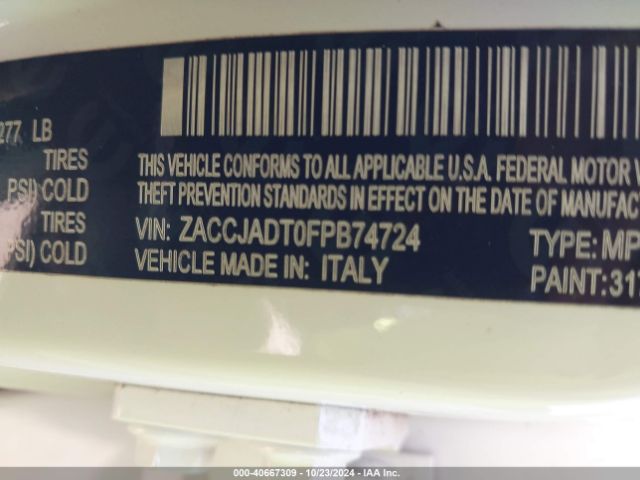 277 LB
TIRES
PSI) COLD
TIRES
PSI) COLD
THIS VEHICLE CONFORMS TO ALL APPLICABLE U.S.A. FEDERAL MOTOR V
THEFT PREVENTION STANDARDS IN EFFECT ON THE DATE OF MANUFAC
VIN: ZACCJADT0FPB74724
TYPE: MP
VEHICLE MADE IN: ITALY
PAINT: 31
000-40667309 - 10/23/2024 - IAA Inc.